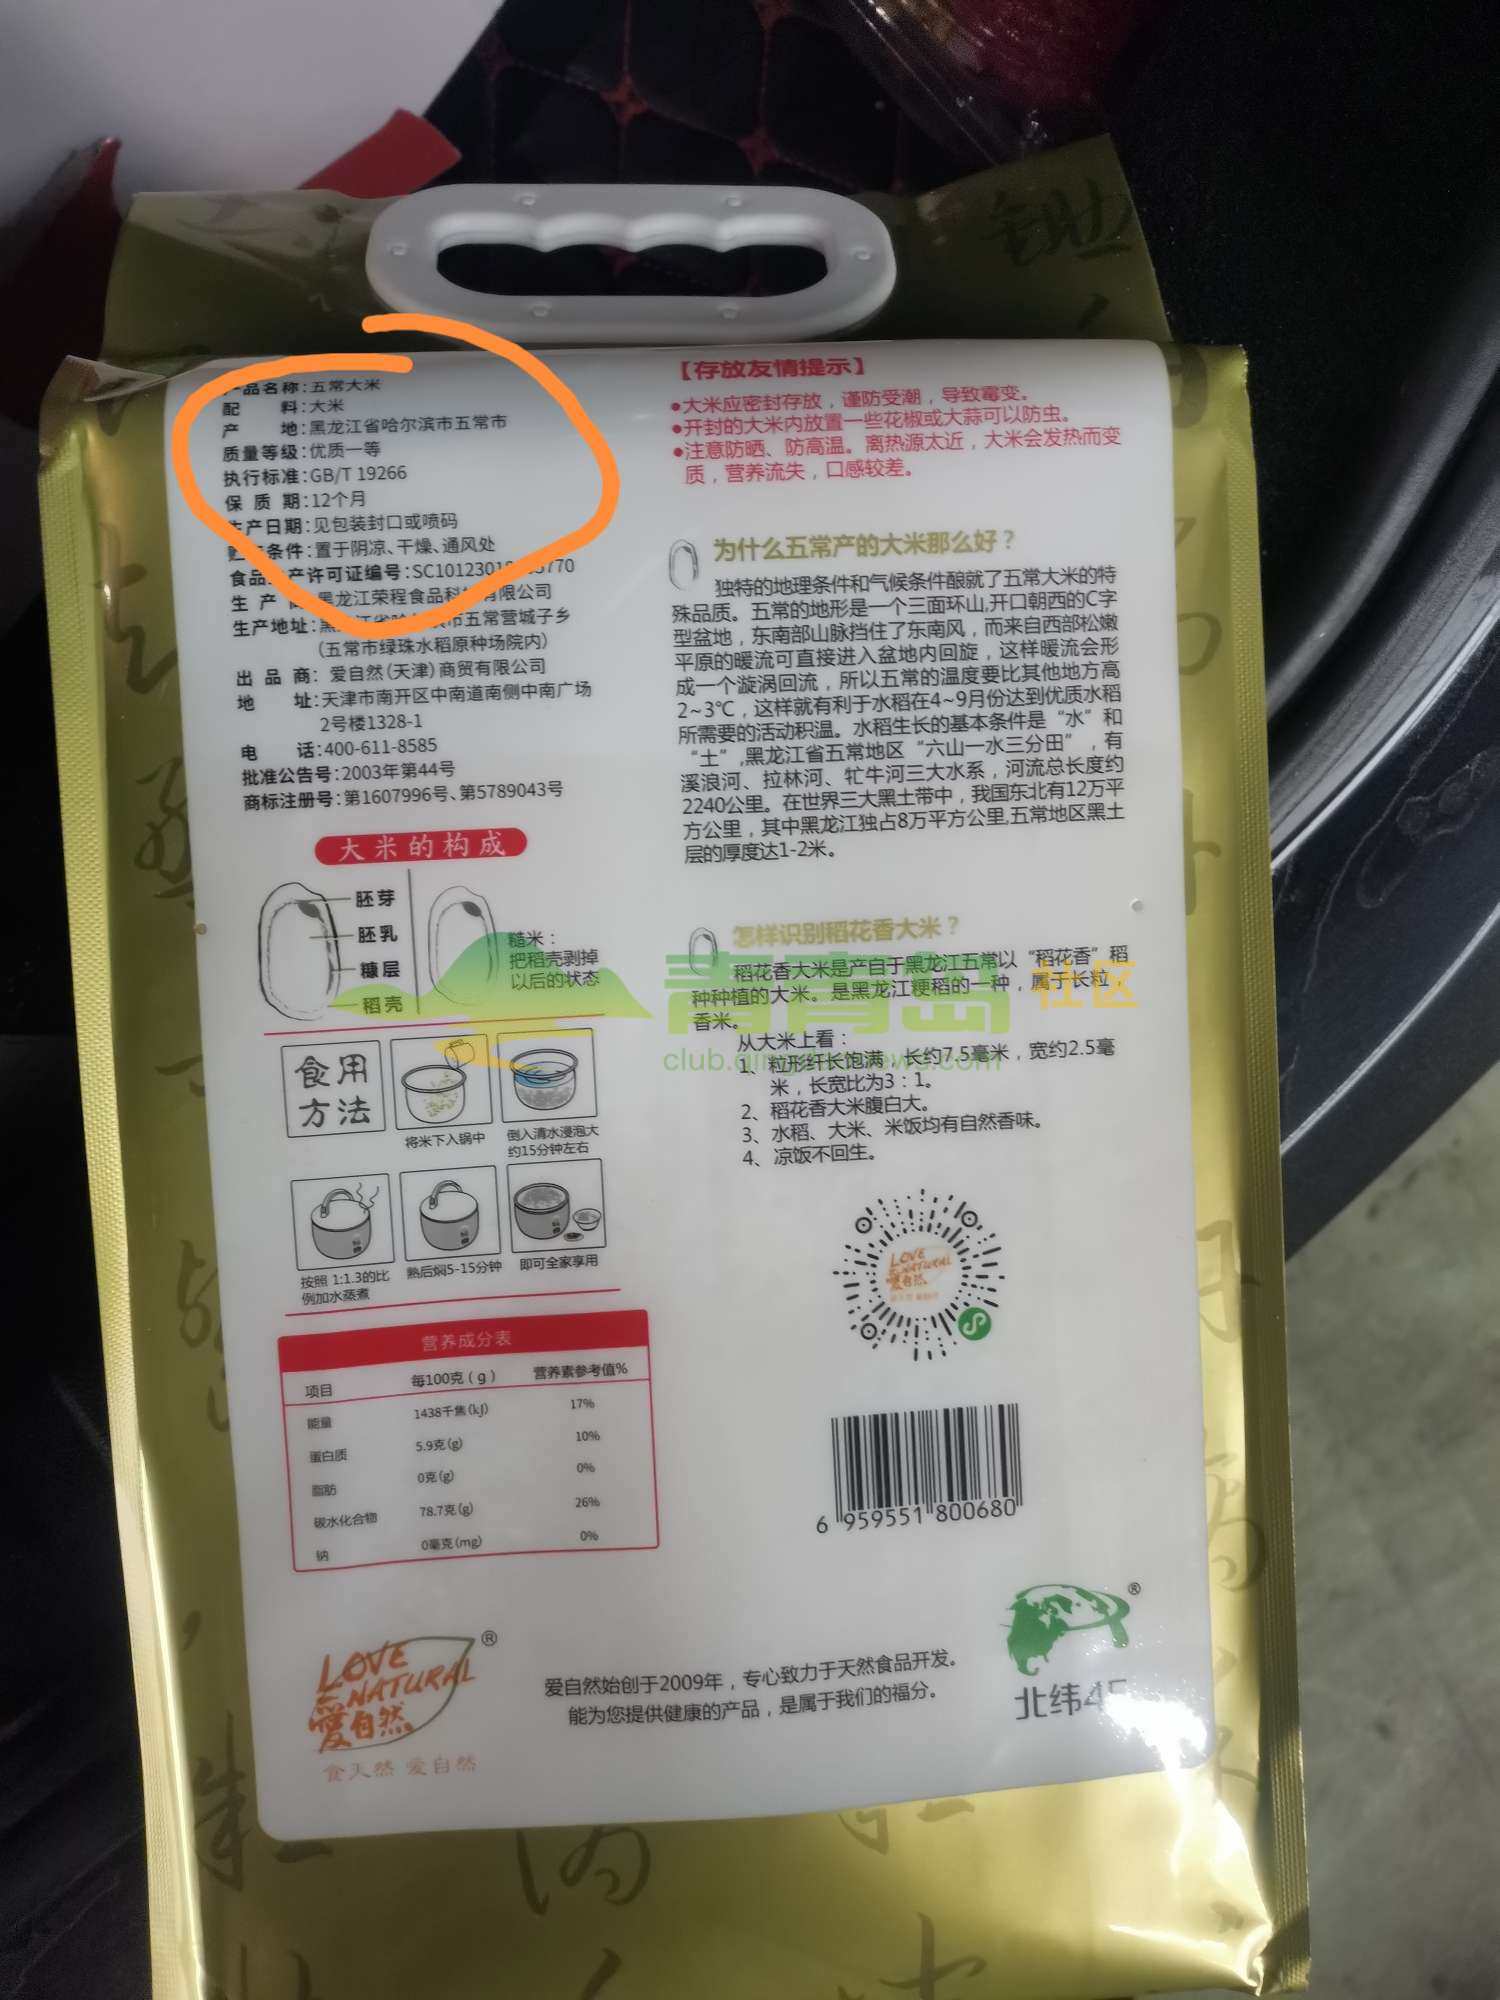 产品名称:五常大米
配 料:大米
产 地:黑龙江省哈尔滨市五常市
质量等级:优质一等
执行标准:GB/T 19266
保 质 期:12个月
生产日期:见包装封口或喷码
条件:置于阴凉、干燥、通风处
食品 产许可证编号:SC10123018 770
生 产 商:黑龙江荣程食品科 有限公司
生产地址:黑 市五常营城子乡
(五常市绿珠水稻原种场院内)
出 品 商: 爱自然(天津)商贸有限公司
地 址:天津市南开区中南道南侧中南广场
2号楼1328-1
电 话:400-611-8585
批准公告号:2003年第44号
商标注册号:第1607996号、第5789043号
大米的构成
胚芽
胚乳
糠层
稻壳
糙米:
把稻壳剥掉
以后的状态
食用
方法
将米下入锅中
倒入清水浸泡大
约15分钟左右
按照 1:1.3的比
例加水蒸煮
熟后焖5-15分钟
即可全家享用
营养成分表
项目 每100克(g) 营养素参考值%
能量 1438千焦(kJ) 17%
蛋白质 5.9克(g) 10%
脂肪 0克(g) 0%
碳水化合物 78.7克(g) 26%
钠 0毫克(mg) 0%
【存放友情提示】
●大米应密封存放，谨防受潮，导致霉变。
●开封的大米内放置一些花椒或大蒜可以防虫。
●注意防晒、防高温。离热源太近，大米会发热而变
质，营养流失，口感较差。
为什么五常产的大米那么好？
独特的地理条件和气候条件酿就了五常大米的特
殊品质。五常的地形是一个三面环山,开口朝西的C字
型盆地，东南部山脉挡住了东南风，而来自西部松嫩
平原的暖流可直接进入盆地内回旋，这样暖流会形
成一个漩涡回流，所以五常的温度要比其他地方高
2~3℃，这样就有利于水稻在4~9月份达到优质水稻
所需要的活动积温。水稻生长的基本条件是“水”和
“土”,黑龙江省五常地区“六山一水三分田”，有
溪浪河、拉林河、牤牛河三大水系，河流总长度约
2240公里。在世界三大黑土带中，我国东北有12万平
方公里，其中黑龙江独占8万平方公里,五常地区黑土
层的厚度达1-2米。
怎样识别稻花香大米？
稻花香大米是产自于黑龙江五常以“稻花香”稻
种种植的大米。是黑龙江粳稻的一种，属于长粒
香米。
从大米上看：
1、粒形纤长饱满，长约7.5毫米，宽约2.5毫
米，长宽比为3：1。
2、稻花香大米腹白大。
3、水稻、大米、米饭均有自然香味。
4、凉饭不回生。
青青岛 社区
club.qingdaonews.com
LOVE
NATURAL
愛自然
6 959551 800680
LOVE
NATURAL
愛自然
®
食天然 爱自然
爱自然始创于2009年，专心致力于天然食品开发。
能为您提供健康的产品，是属于我们的福分。
®
北纬45